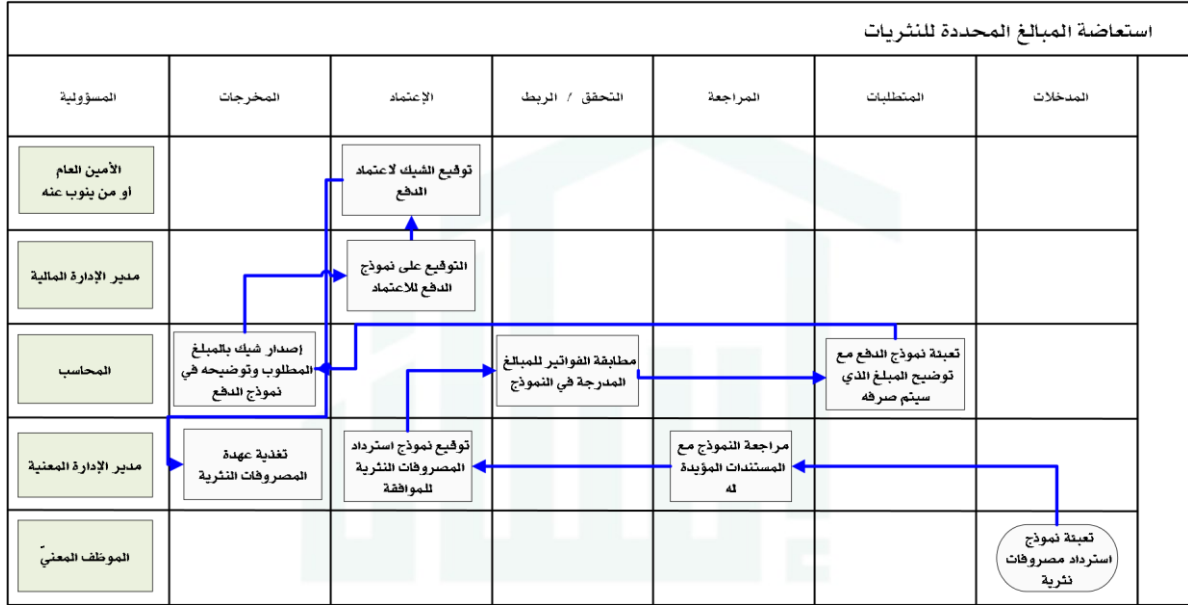 استعاضة المبالغ المحددة للنثريات
المدخلات
المتطلبات
المراجعة
التحقق / الربط
الإعتماد
المخرجات
المسؤولية
توقيع الشيك لاعتماد
الدفع
الأمين العام
أو من ينوب عنه
التوقيع على نموذج
الدفع للاعتماد
مدير الإدارة المالية
تعبئة نموذج الدفع مع
توضيح المبلغ الذي
سيتم صرفه
مطابقة الفواتير للمبالغ
المدرجة في النموذج
إصدار شيك بالمبلغ
المطلوب وتوضيحه في
نموذج الدفع
المحاسب
مراجعة النموذج مع
المستندات المؤيدة
له
توقيع نموذج استرداد
المصروفات النثرية
للموافقة
تغذية عهدة
المصروفات النثرية
مدير الإدارة المعنية
تعبئة نموذج
استرداد مصروفات
نثرية
الموظف المعنيّ